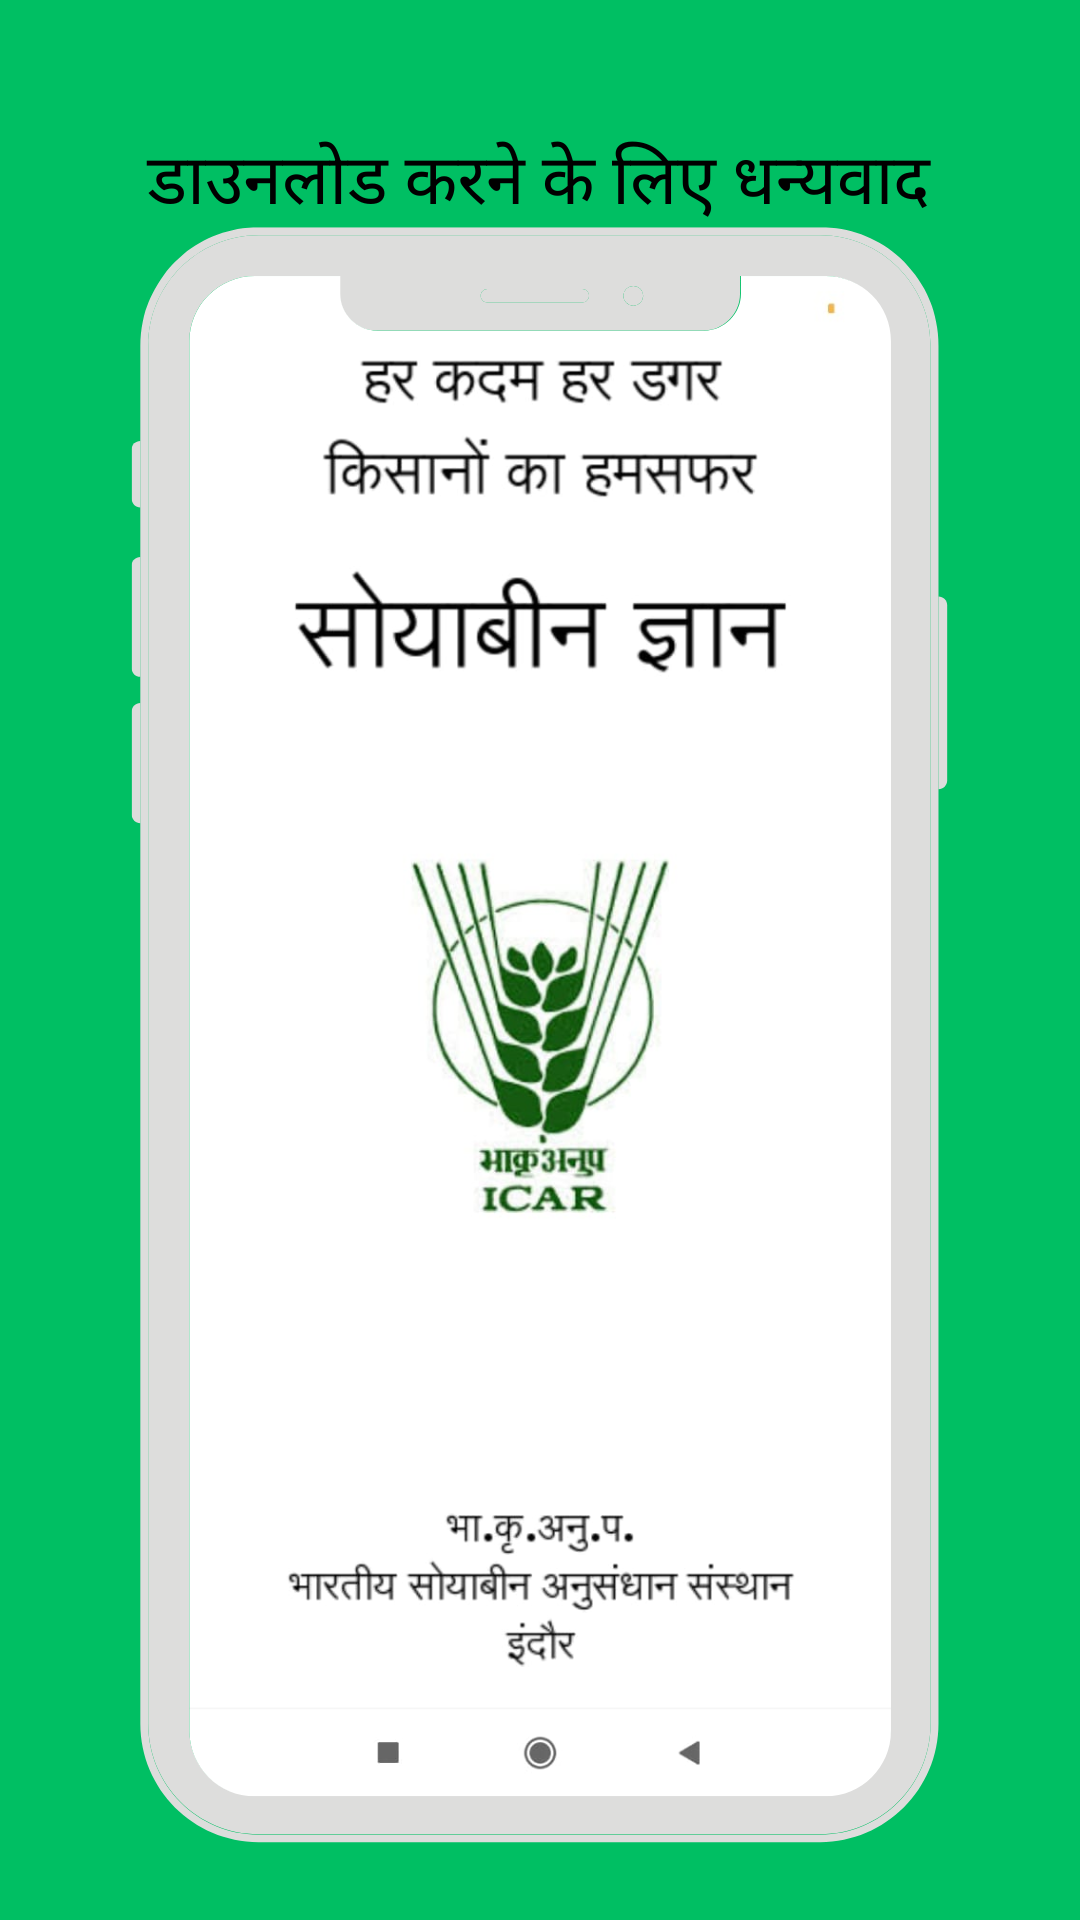 डाउनलोड करने के लिए धन्यवाद
हर कदम हर डगर
किसानों का हमसफर
सोयाबीन ज्ञान
भाकृअनुप
ICAR
भा.कृ.अनु.प.
भारतीय सोयाबीन अनुसंधान संस्थान
इंदौर